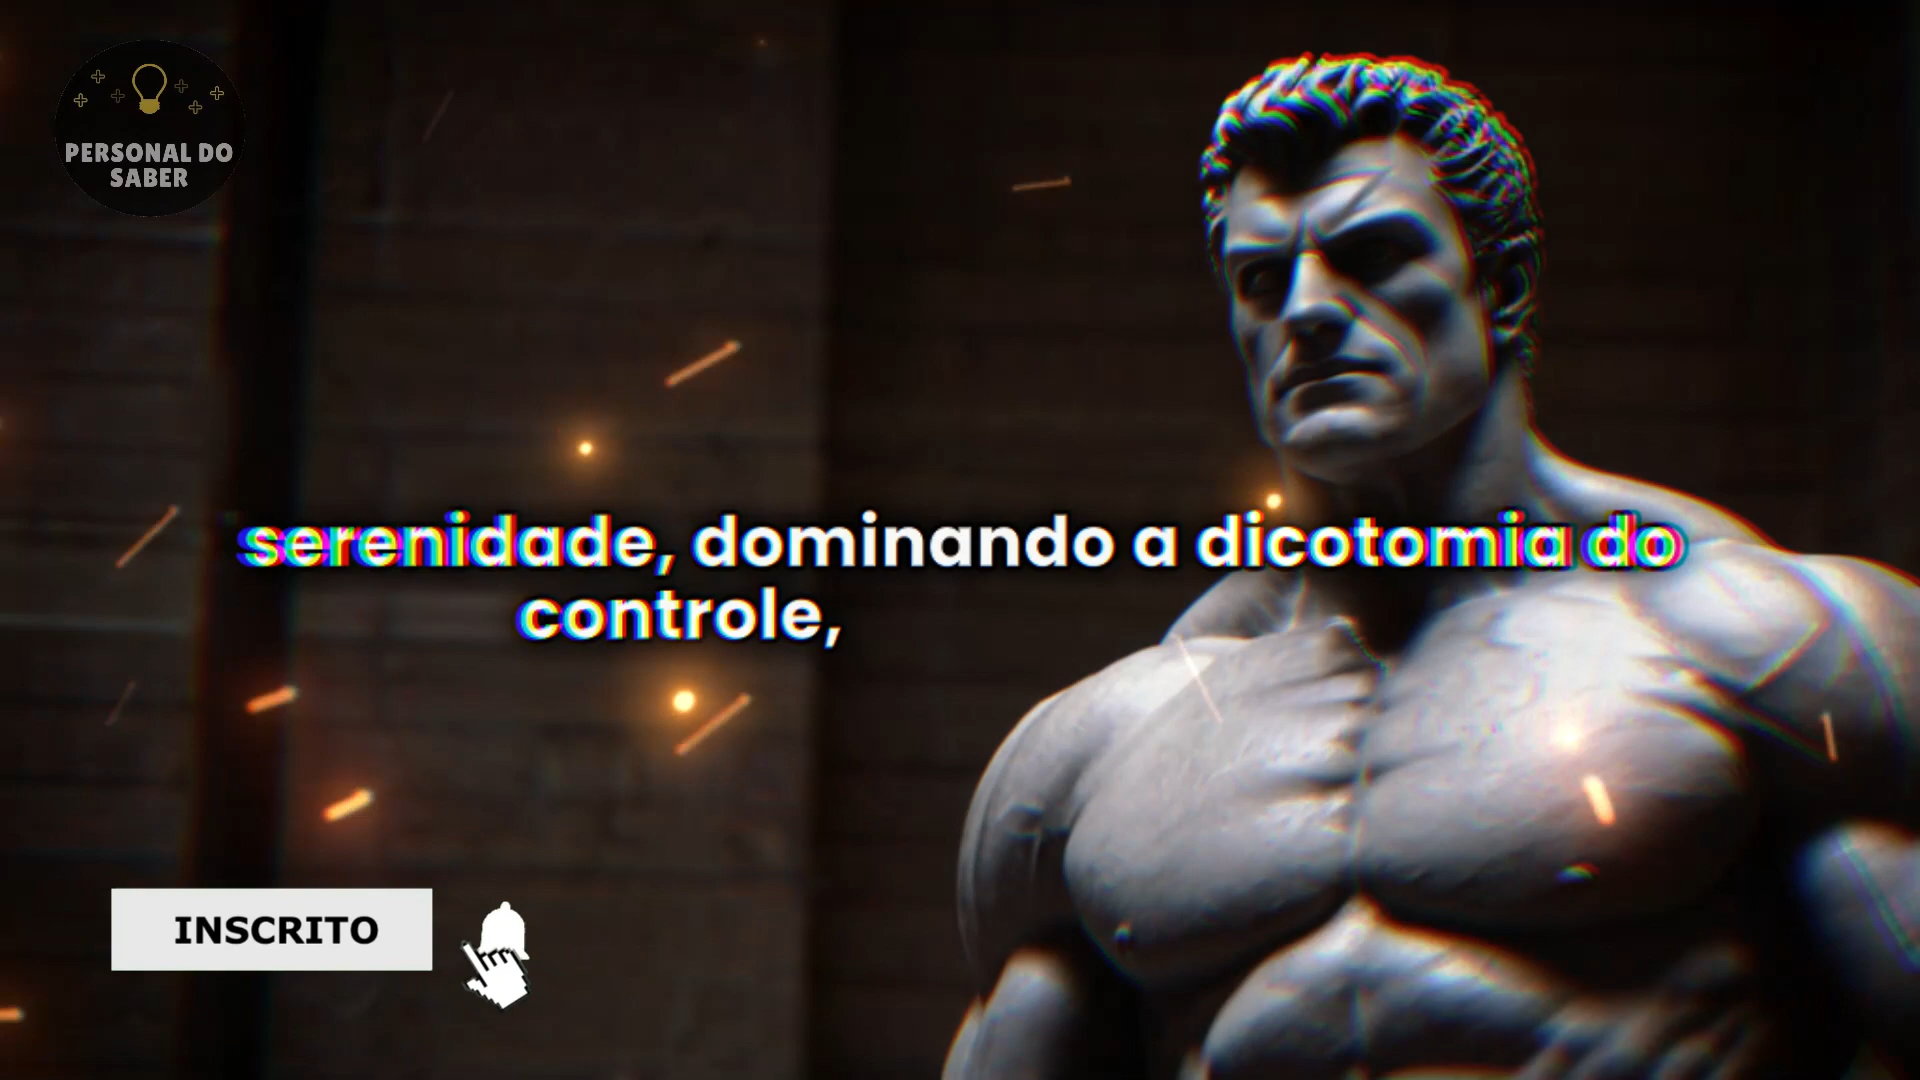 PERSONAL DO
SABER
serenidade, dominando a dicotomia do
controle,
INSCRITO